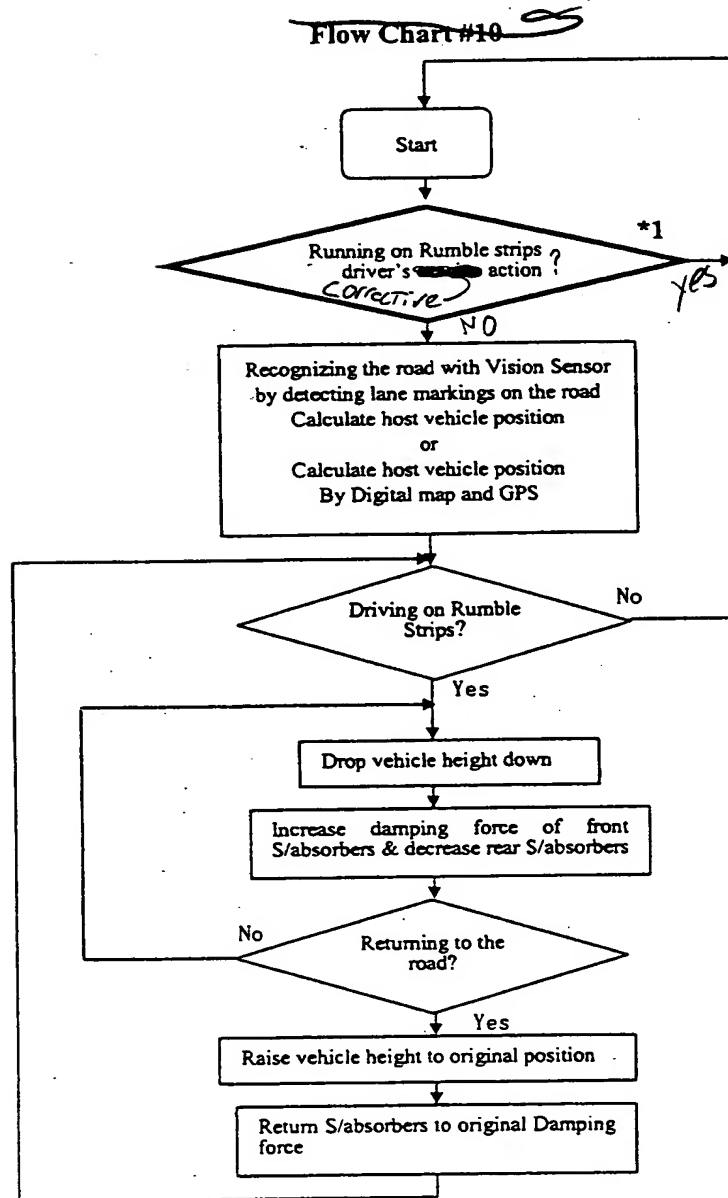 Flow Chart #10
Start
*1
Running on Rumble strips ?
driver's action
corrective
yes
NO
Recognizing the road with Vision Sensor
by detecting lane markings on the road
Calculate host vehicle position
or
Calculate host vehicle position
By Digital map and GPS
Driving on Rumble
Strips?
No
Yes
Drop vehicle height down
Increase damping force of front
S/absorbers & decrease rear S/absorbers
No
Returning to the
road?
Yes
Raise vehicle height to original position
Return S/absorbers to original Damping
force